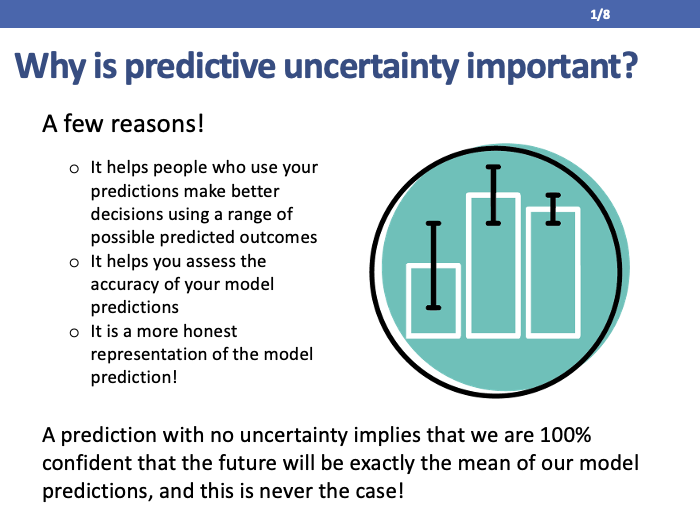 1/8
Why is predictive uncertainty important?
A few reasons!
o It helps people who use your
predictions make better
decisions using a range of
possible predicted outcomes
o It helps you assess the
accuracy of your model
predictions
o It is a more honest
representation of the model
prediction!
A prediction with no uncertainty implies that we are 100%
confident that the future will be exactly the mean of our model
predictions, and this is never the case!